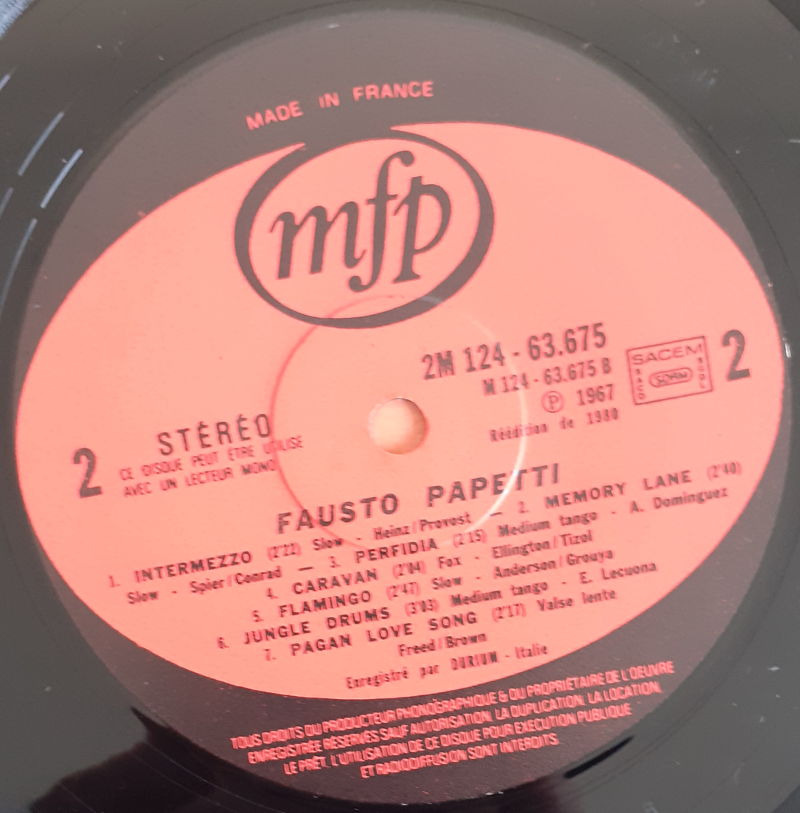 MADE IN FRANCE
mfp
2M 124 - 63.675
M 124 - 63.675 B
℗ 1967
Réédition de 1980
SACEM
SACD
SDRM
SGDL
2
2
STÉRÉO
CE DISQUE PEUT ÊTRE UTILISÉ
AVEC UN LECTEUR MONO
FAUSTO PAPETTI
1. INTERMEZZO (2'22) Slow - Heinz/Provost — 2. MEMORY LANE (2'40)
Slow - Spier/Conrad — 3. PERFIDIA (2'15) Medium tango - A. Dominguez
4. CARAVAN (2'04) Fox - Ellington/Tizol
5. FLAMINGO (2'47) Slow - Anderson/Grouya
6. JUNGLE DRUMS (3'03) Medium tango - E. Lecuona
7. PAGAN LOVE SONG (2'17) Valse lente
Freed/Brown
Enregistré par DURIUM - Italie
TOUS DROITS DU PRODUCTEUR PHONOGRAPHIQUE & DU PROPRIÉTAIRE DE L'OEUVRE
ENREGISTRÉE RÉSERVÉS SAUF AUTORISATION, LA DUPLICATION, LA LOCATION,
LE PRÊT, L'UTILISATION DE CE DISQUE POUR EXÉCUTION PUBLIQUE
ET RADIODIFFUSION SONT INTERDITS